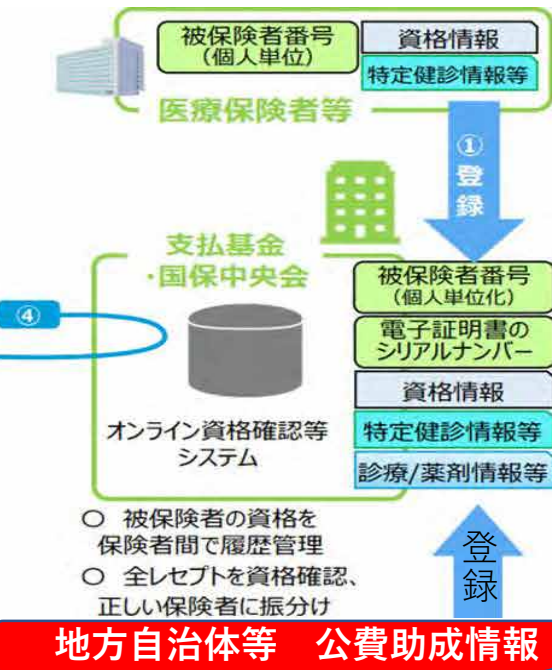 被保険者番号
（個人単位）
資格情報
特定健診情報等
医療保険者等
①
登
録
支払基金
・国保中央会
被保険者番号
（個人単位化）
電子証明書の
シリアルナンバー
④
資格情報
オンライン資格確認等
システム
特定健診情報等
診療/薬剤情報等
○ 被保険者の資格を
保険者間で履歴管理
○ 全レセプトを資格確認、
正しい保険者に振分け
登
録
地方自治体等　公費助成情報